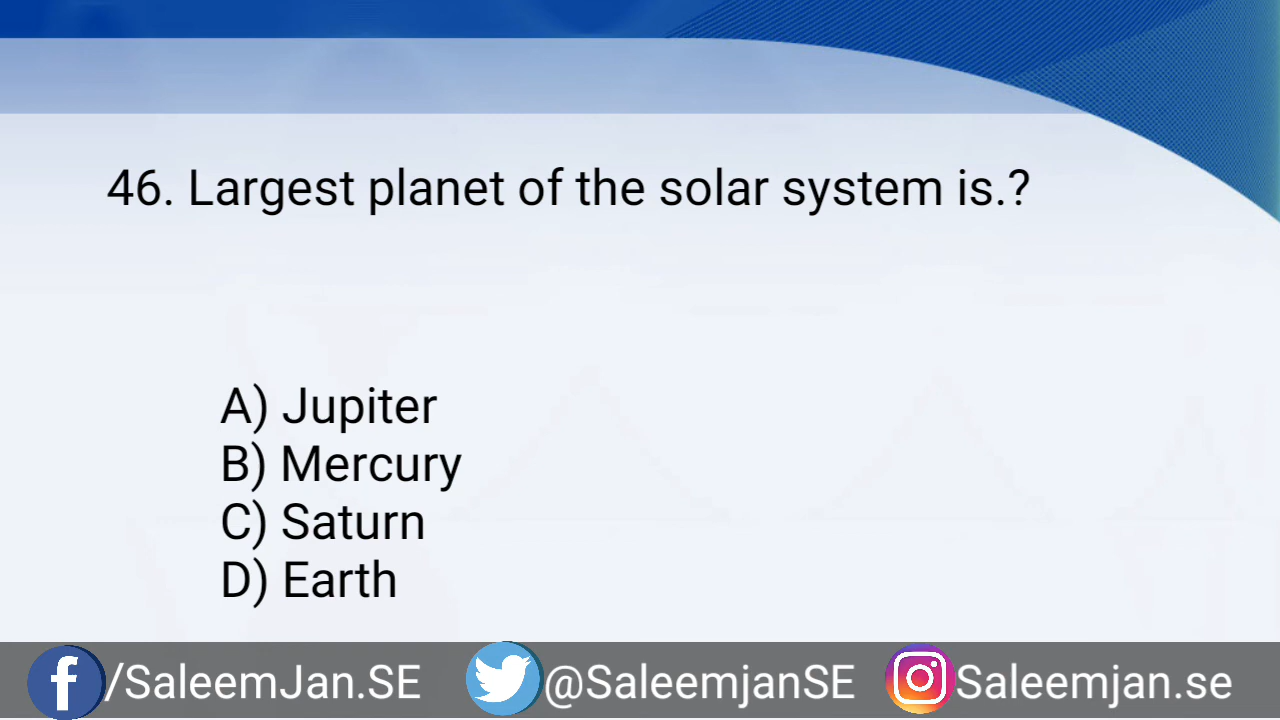 46. Largest planet of the solar system is.?
A) Jupiter
B) Mercury
C) Saturn
D) Earth
/SaleemJan.SE @SaleemjanSE Saleemjan.se